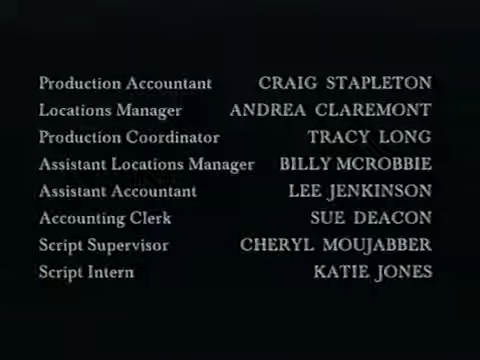 Production Accountant CRAIG STAPLETON
Locations Manager ANDREA CLAREMONT
Production Coordinator TRACY LONG
Assistant Locations Manager BILLY MCROBBIE
Assistant Accountant LEE JENKINSON
Accounting Clerk SUE DEACON
Script Supervisor CHERYL MOUJABBER
Script Intern KATIE JONES